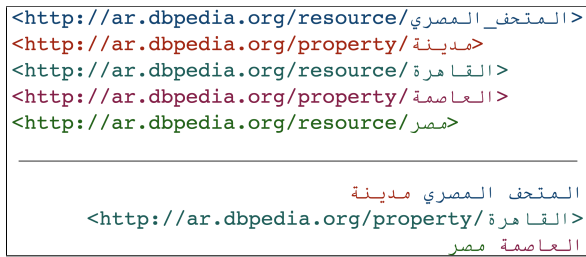 <http://ar.dbpedia.org/resource/المتحف_المصري>
<http://ar.dbpedia.org/property/مدينة>
<http://ar.dbpedia.org/resource/القاهرة>
<http://ar.dbpedia.org/property/العاصمة>
<http://ar.dbpedia.org/resource/مصر>
المتحف المصري مدينة
<http://ar.dbpedia.org/property/القاهرة>
العاصمة مصر